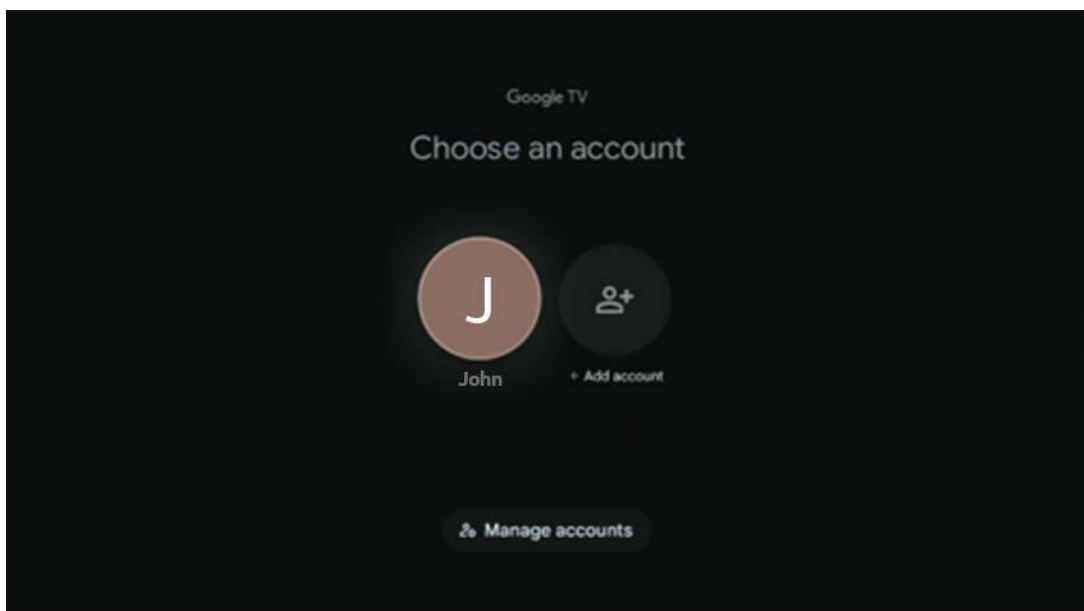 Google TV
Choose an account
J
John
+ Add account
Manage accounts